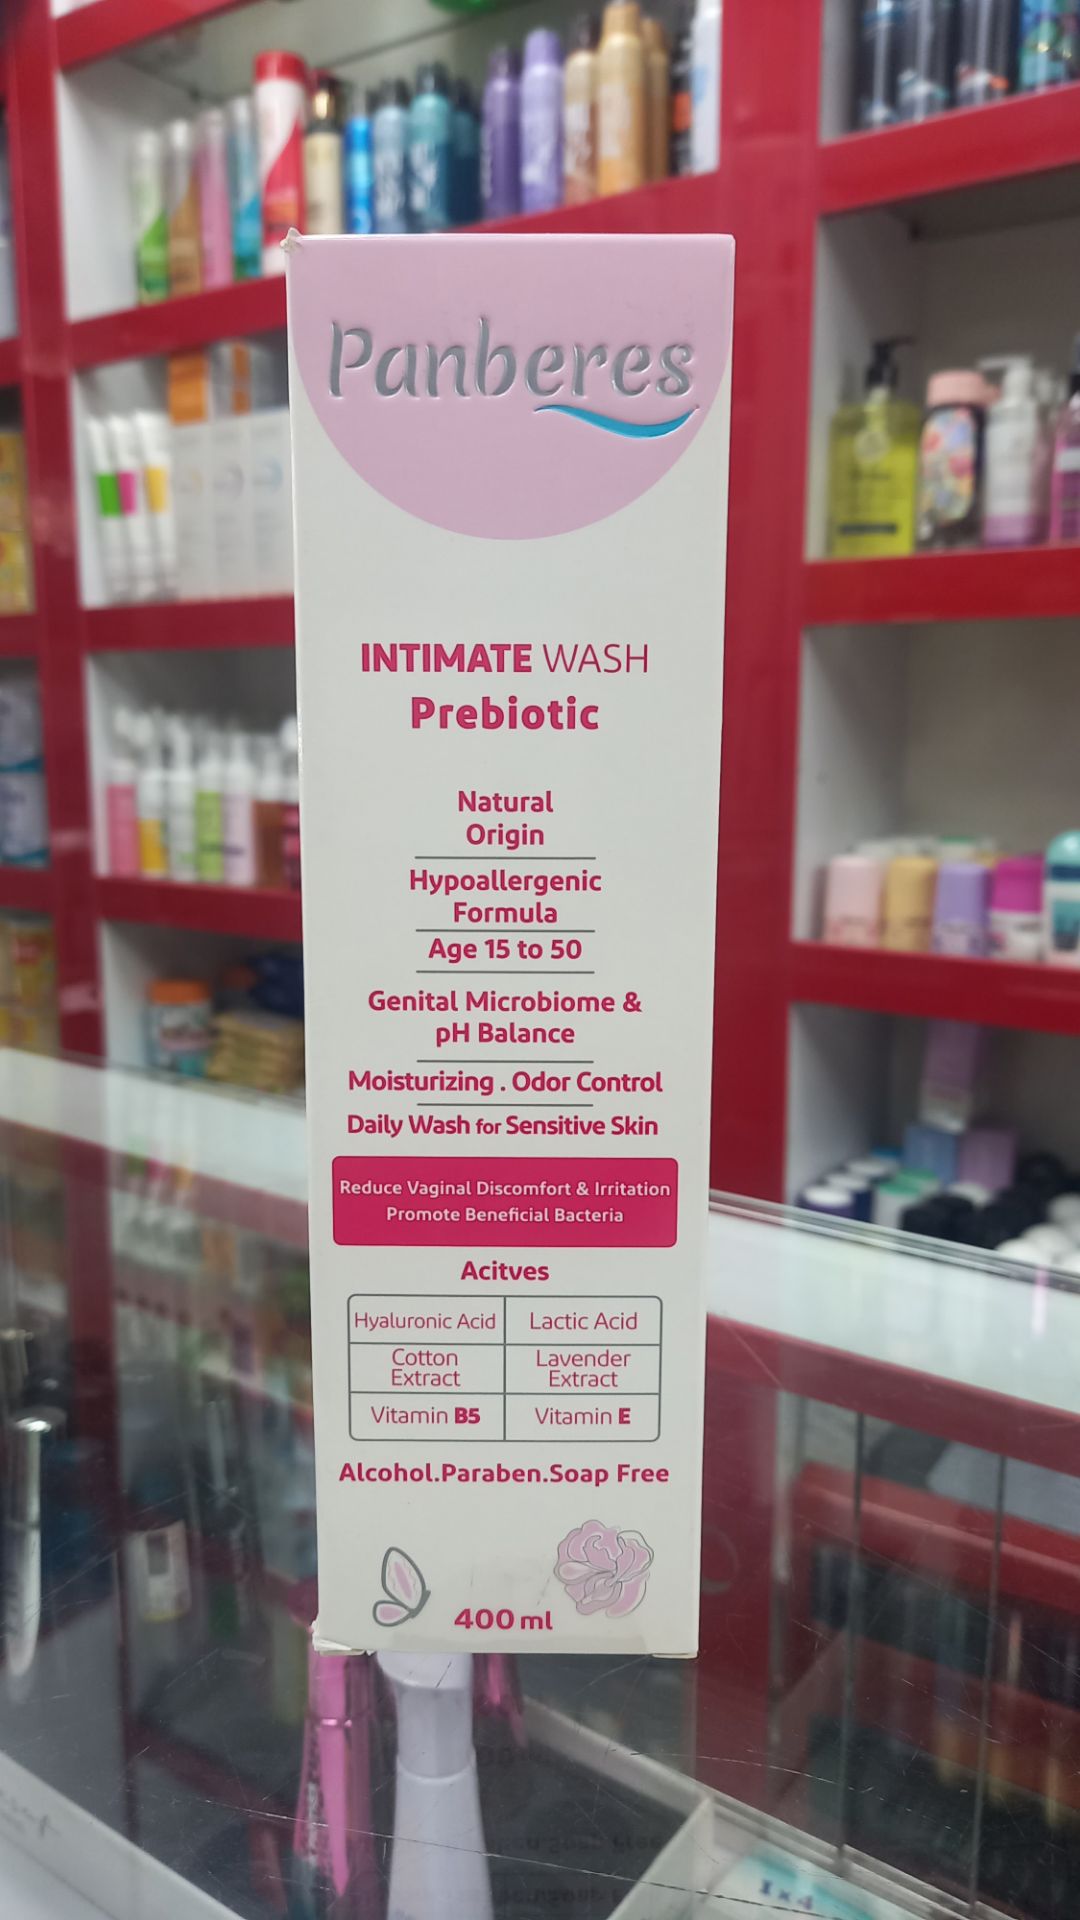 Panberes
INTIMATE WASH
Prebiotic
Natural
Origin
Hypoallergenic
Formula
Age 15 to 50
Genital Microbiome &
pH Balance
Moisturizing . Odor Control
Daily Wash for Sensitive Skin
Reduce Vaginal Discomfort & Irritation
Promote Beneficial Bacteria
Acitves
Hyaluronic Acid
Lactic Acid
Cotton
Extract
Lavender
Extract
Vitamin B5
Vitamin E
Alcohol.Paraben.Soap Free
400 ml
1x4